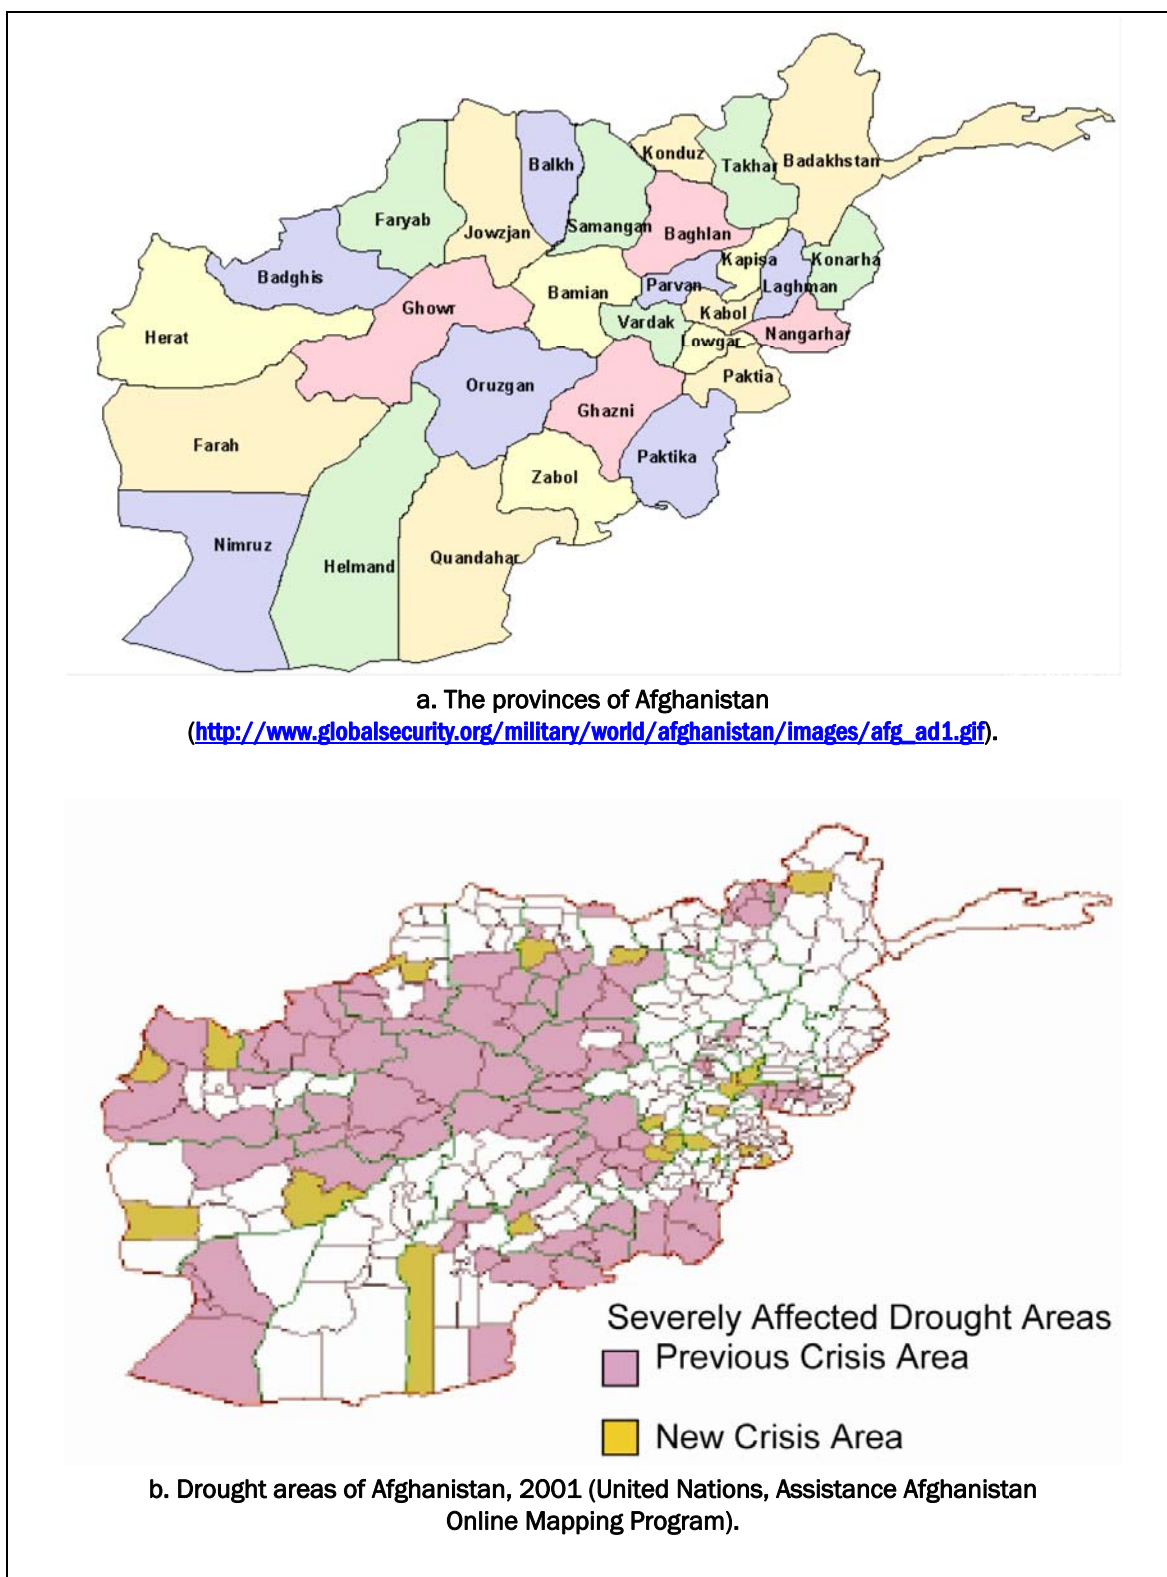 Badakhstan
Takhar
Konduz
Balkh
Samangan
Faryab
Jowzjan
Baghlan
Kapisa
Konarha
Badghis
Parvan
Laghman
Bamian
Ghowr
Kabol
Vardak
Nangarhar
Herat
Lowgar
Paktia
Oruzgan
Ghazni
Farah
Paktika
Zabol
Nimruz
Quandahar
Helmand
a. The provinces of Afghanistan
(http://www.globalsecurity.org/military/world/afghanistan/images/afg_ad1.gif).
Severely Affected Drought Areas
Previous Crisis Area
New Crisis Area
b. Drought areas of Afghanistan, 2001 (United Nations, Assistance Afghanistan
Online Mapping Program).